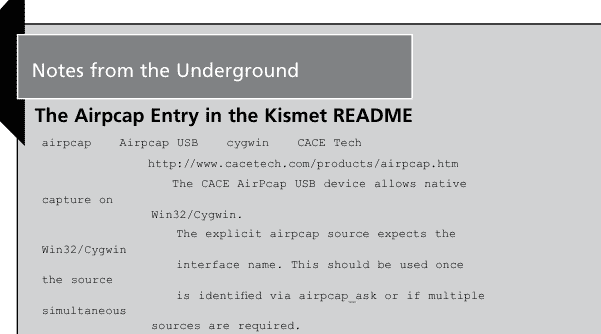 Notes from the Underground
The Airpcap Entry in the Kismet README
airpcap Airpcap USB cygwin CACE Tech
http://www.cacetech.com/products/airpcap.htm
The CACE AirPcap USB device allows native
capture on
Win32/Cygwin.
The explicit airpcap source expects the
Win32/Cygwin
interface name. This should be used once
the source
is identified via airpcap_ask or if multiple
simultaneous
sources are required.